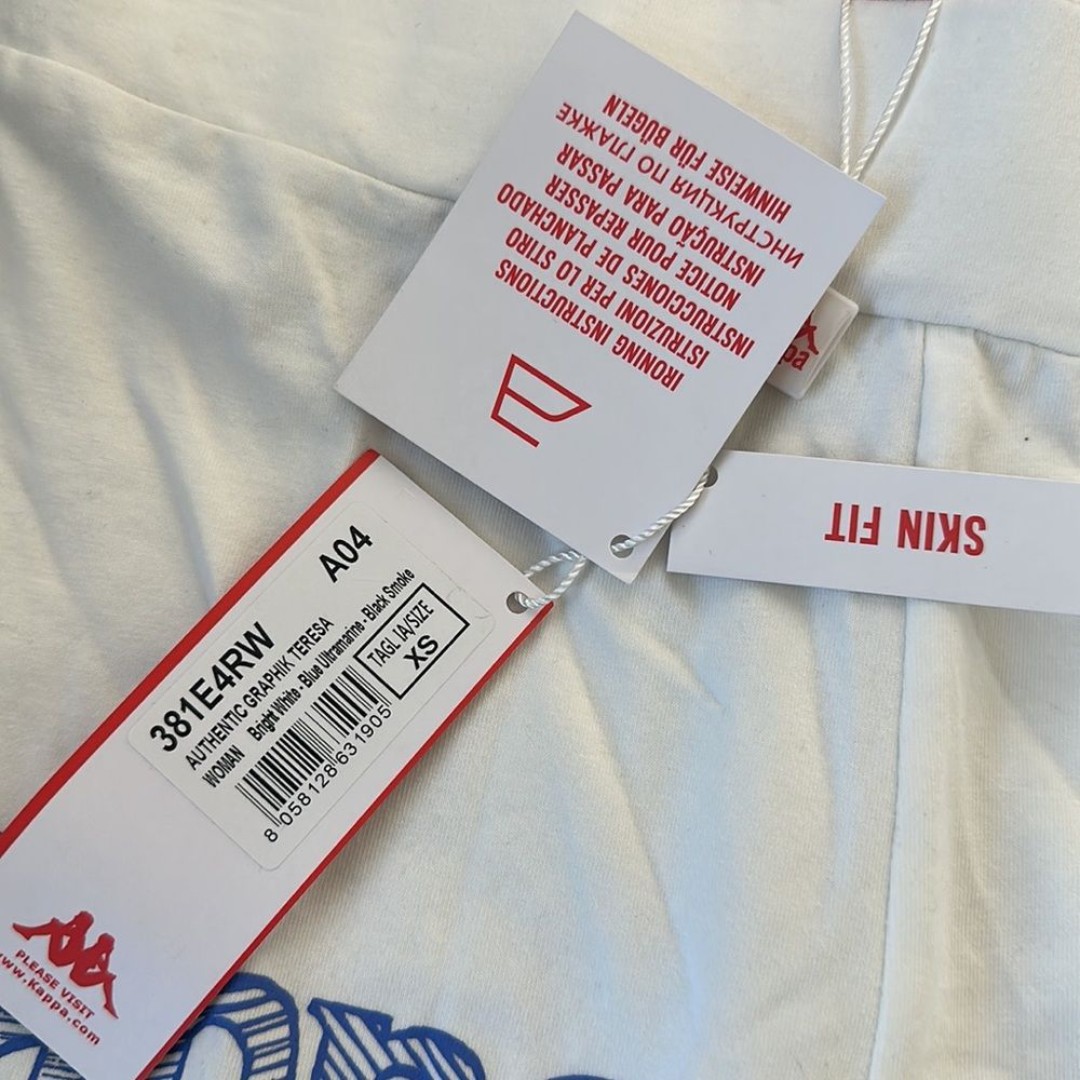 IRONING INSTRUCTIONS
ISTRUZIONI PER LO STIRO
INSTRUCCIONES DE PLANCHADO
NOTICE POUR REPASSER
INSTRUÇÃO PARA PASSAR
ИНСТРУКЦИЯ ПО ГЛАЖКЕ
HINWEISE FÜR BÜGELN
SKIN FIT
381E4RW A04
AUTHENTIC GRAPHIK TERESA
WOMAN Bright White - Blue Ultramarine - Black Smoke
TAGLIA/SIZE
XS
8 058128 631905
PLEASE VISIT
www.Kappa.com